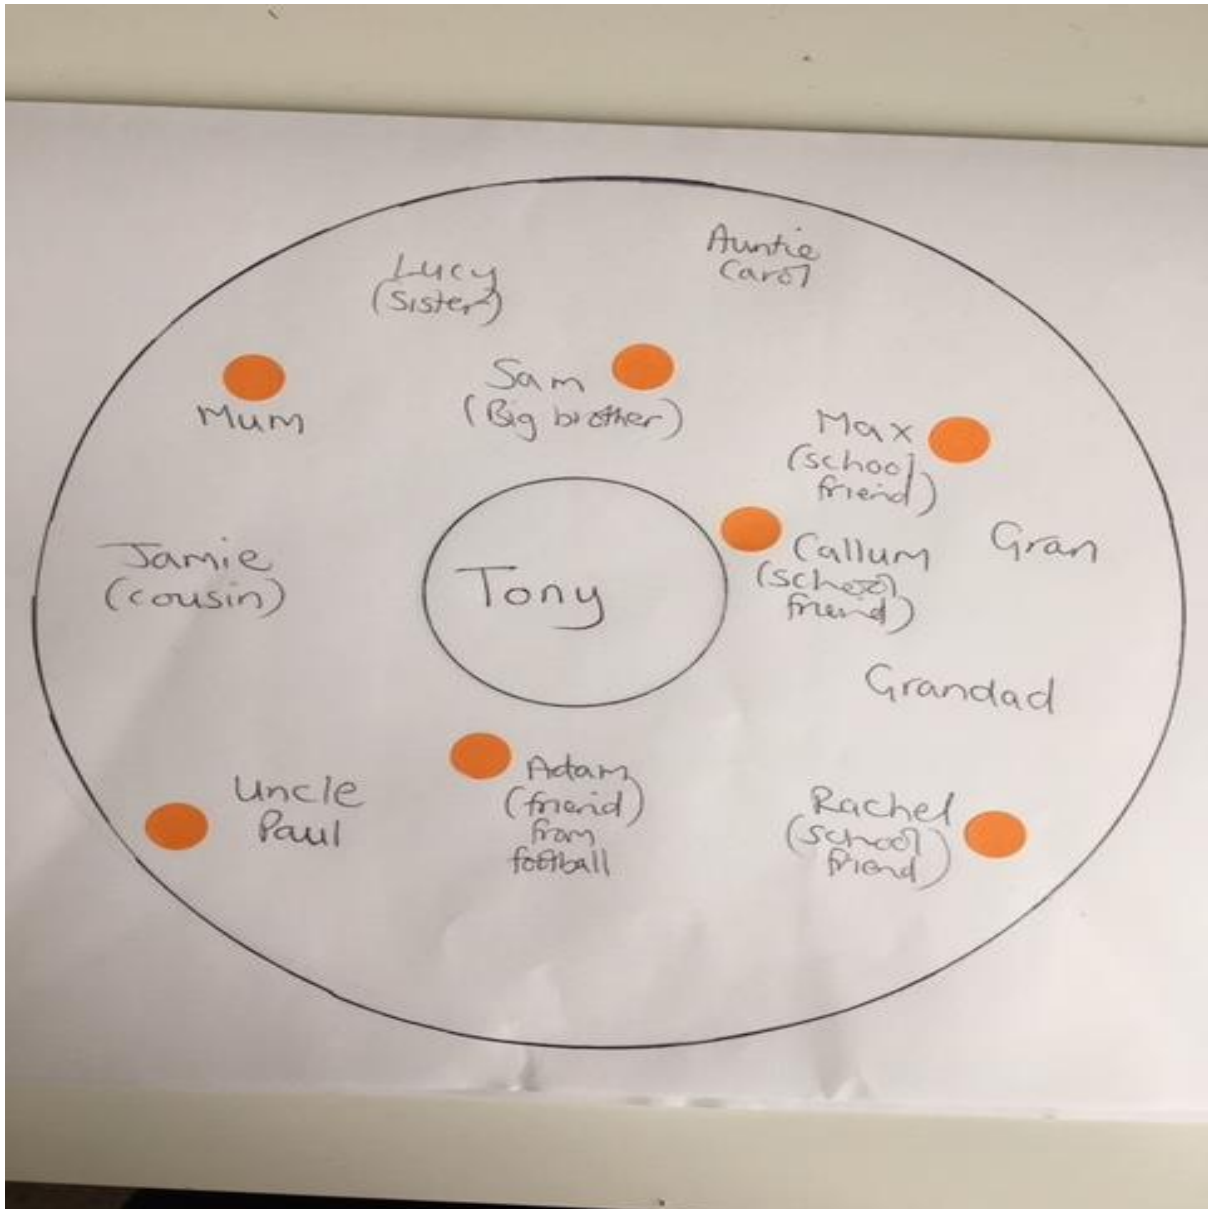 Auntie
Carol
Lucy
(Sister)
Sam
(Big brother)
Mum
Max
(school
friend)
Gran
Callum
(school
friend)
Jamie
(cousin)
Tony
Grandad
Uncle
Paul
Adam
(friend)
from
football
Rachel
(school
friend)